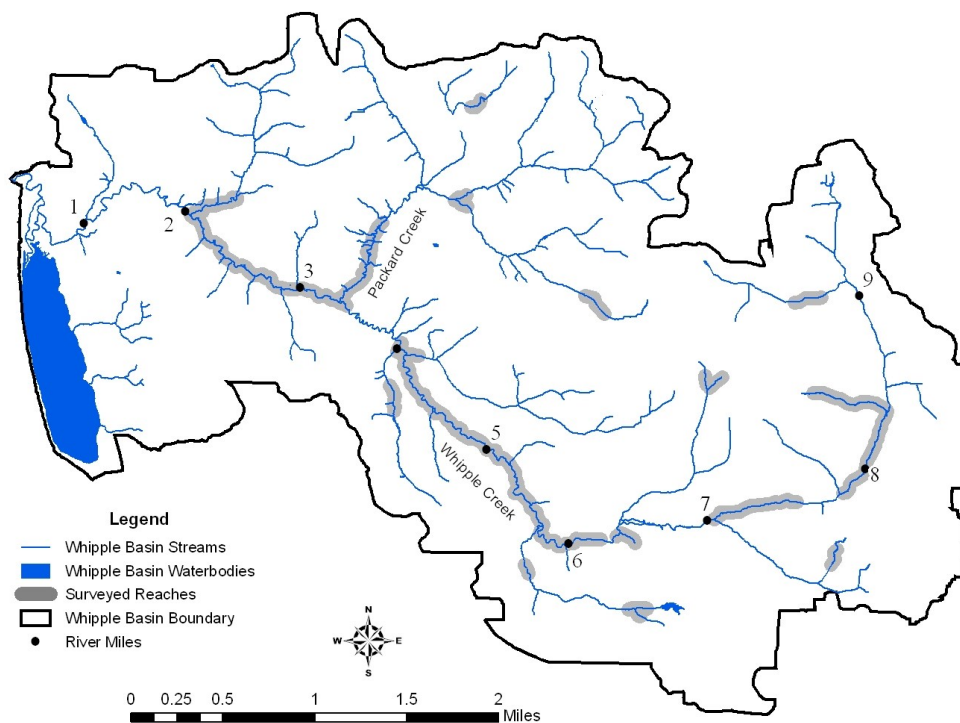 1
2
3
Packard Creek
9
5
Whipple Creek
8
7
6
Legend
Whipple Basin Streams
Whipple Basin Waterbodies
Surveyed Reaches
Whipple Basin Boundary
River Miles
N
W E
S
0 0.25 0.5 1 1.5 2
Miles